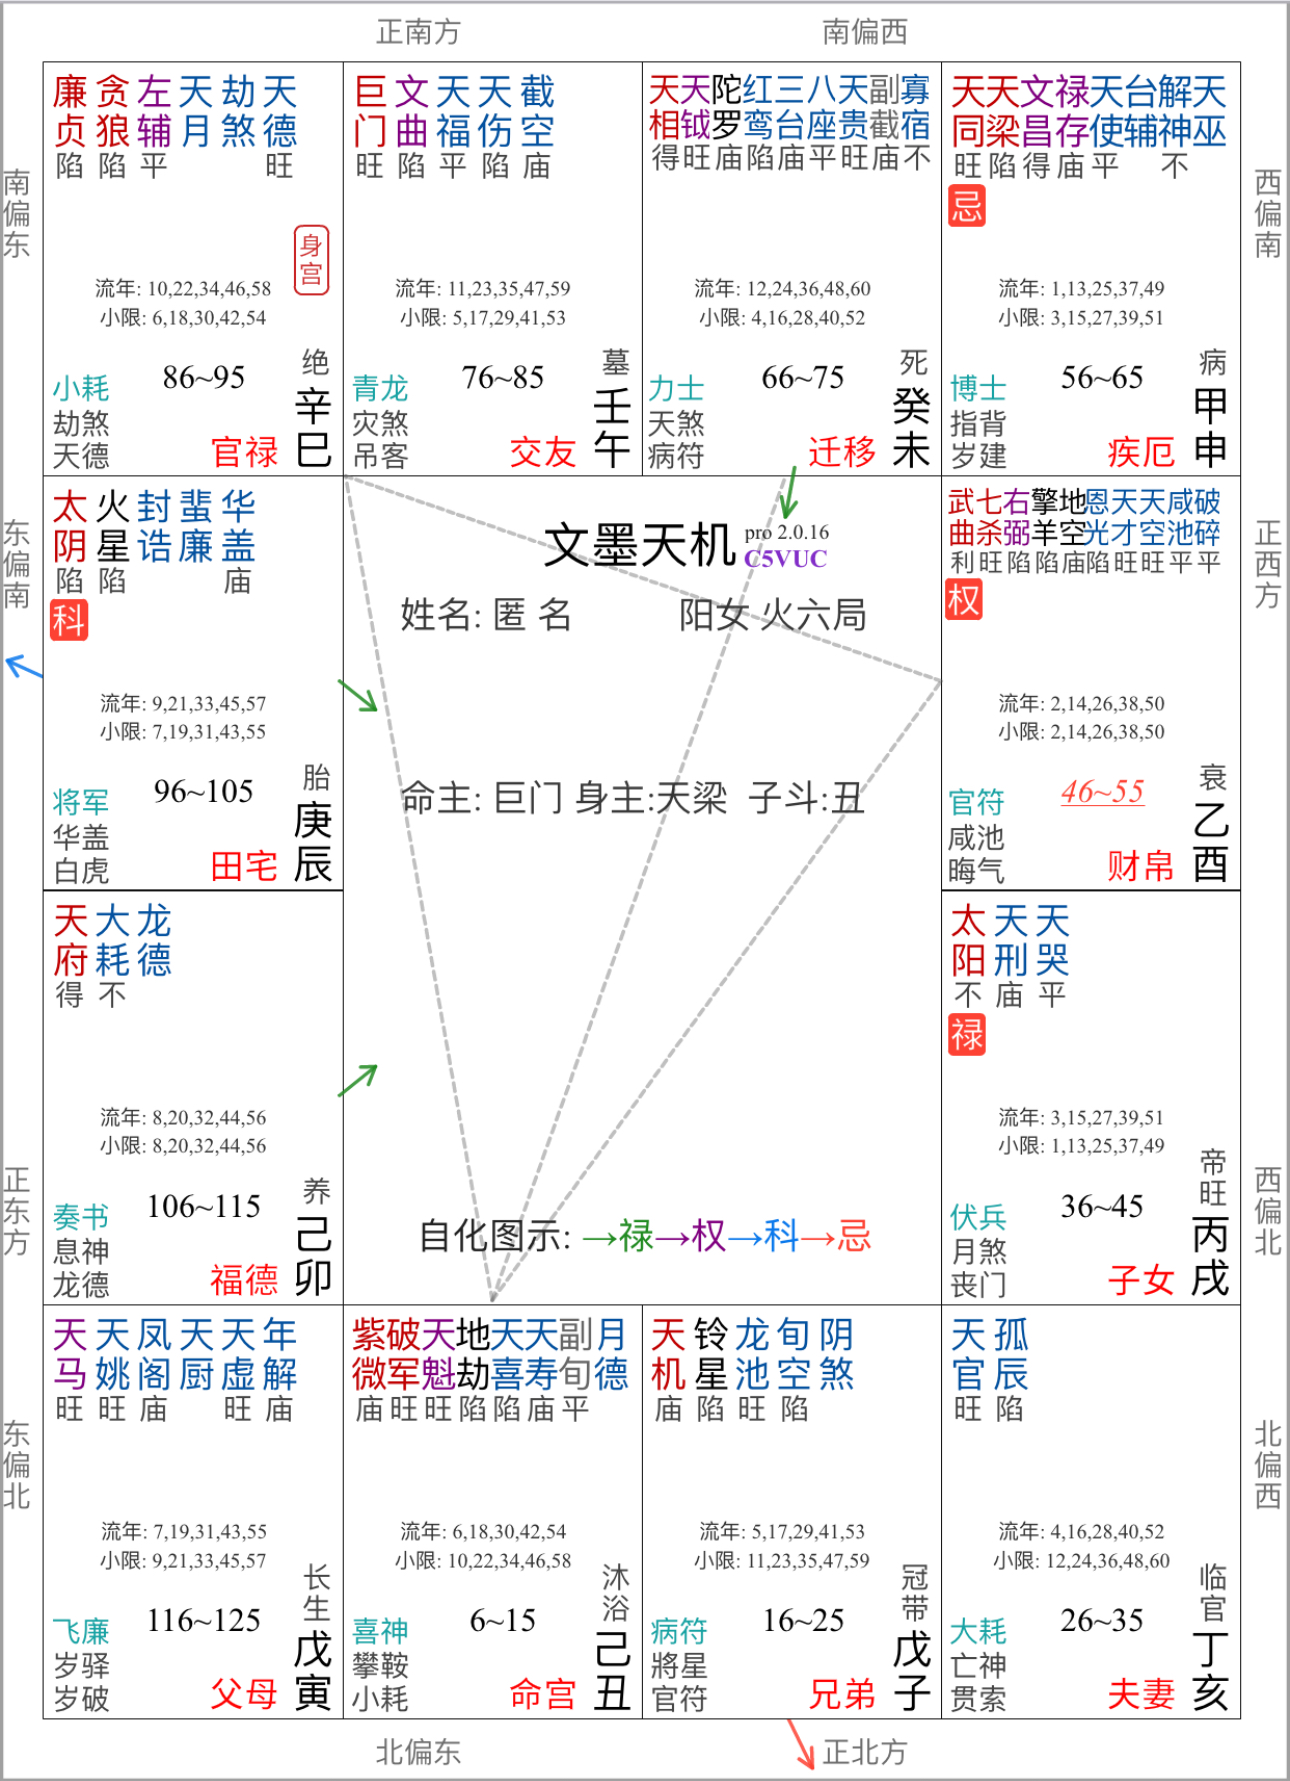 正南方
南偏西
廉贞 贪狼 左辅 天月 劫煞 天德
陷 陷 平 旺
身宫
流年: 10,22,34,46,58
小限: 6,18,30,42,54
小耗
劫煞
天德
86~95
官禄
绝
辛巳
巨门 文曲 天福 天伤 截空
旺 陷 平 陷 庙
流年: 11,23,35,47,59
小限: 5,17,29,41,53
青龙
灾煞
吊客
76~85
交友
墓
壬午
天相 天钺 陀罗 红鸾 三台 八座 天贵 副截 寡宿
得 旺 庙 陷 庙 平 旺 庙 不
流年: 12,24,36,48,60
小限: 4,16,28,40,52
力士
天煞
病符
66~75
迁移
死
癸未
天同 天梁 文昌 禄存 天使 台辅 解神 天巫
旺 陷 得 庙 平 不
忌
流年: 1,13,25,37,49
小限: 3,15,27,39,51
博士
指背
岁建
56~65
疾厄
病
甲申
南偏东
西偏南
太阴 火星 封诰 蜚廉 华盖
陷 陷 庙
科
流年: 9,21,33,45,57
小限: 7,19,31,43,55
将军
华盖
白虎
96~105
田宅
胎
庚辰
东偏南
文墨天机 pro 2.0.16
C5VUC
姓名: 匿 名 阳女 火六局
命主: 巨门 身主:天梁 子斗:丑
自化图示: →禄→权→科→忌
武曲 七杀 右弼 擎羊 地空 恩光 天才 天空 咸池 破碎
利 旺 陷 陷 庙 陷 旺 旺 平 平
权
流年: 2,14,26,38,50
小限: 2,14,26,38,50
官符
咸池
晦气
46~55
财帛
衰
乙酉
正西方
天府 大耗 龙德
得 不
流年: 8,20,32,44,56
小限: 8,20,32,44,56
奏书
息神
龙德
106~115
福德
养
己卯
正东方
太阳 天刑 天哭
不 庙 平
禄
流年: 3,15,27,39,51
小限: 1,13,25,37,49
伏兵
月煞
丧门
36~45
子女
帝旺
丙戌
西偏北
天马 天姚 凤阁 天厨 天虚 年解
旺 旺 庙 旺 庙
流年: 7,19,31,43,55
小限: 9,21,33,45,57
飞廉
岁驿
岁破
116~125
父母
长生
戊寅
东偏北
紫微 破军 天魁 地劫 天喜 天寿 副旬 月德
庙 旺 旺 陷 陷 庙 平
流年: 6,18,30,42,54
小限: 10,22,34,46,58
喜神
攀鞍
小耗
6~15
命宫
沐浴
己丑
天机 铃星 龙池 旬空 阴煞
庙 陷 旺 陷
流年: 5,17,29,41,53
小限: 11,23,35,47,59
病符
將星
官符
16~25
兄弟
冠带
戊子
天官 孤辰
旺 陷
流年: 4,16,28,40,52
小限: 12,24,36,48,60
大耗
亡神
贯索
26~35
夫妻
临官
丁亥
北偏西
北偏东
正北方